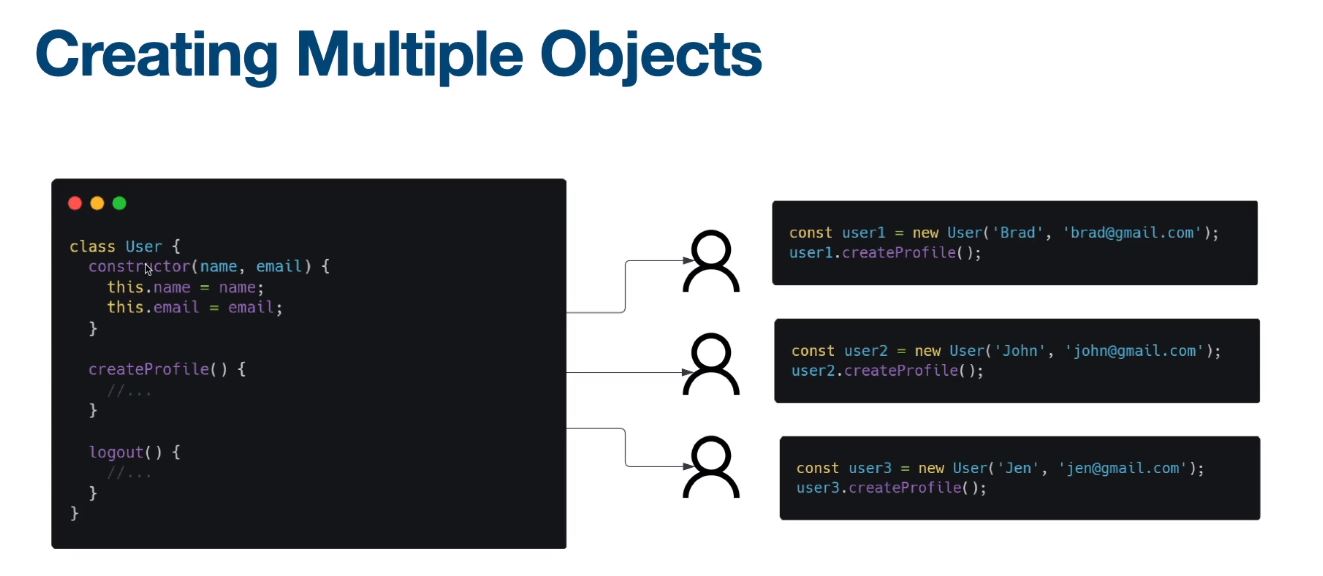 Creating Multiple Objects
class User {
constructor(name, email) {
this.name = name;
this.email = email;
}
createProfile() {
//...
}
logout() {
//...
}
}
const user1 = new User('Brad', 'brad@gmail.com');
user1.createProfile();
const user2 = new User('John', 'john@gmail.com');
user2.createProfile();
const user3 = new User('Jen', 'jen@gmail.com');
user3.createProfile();